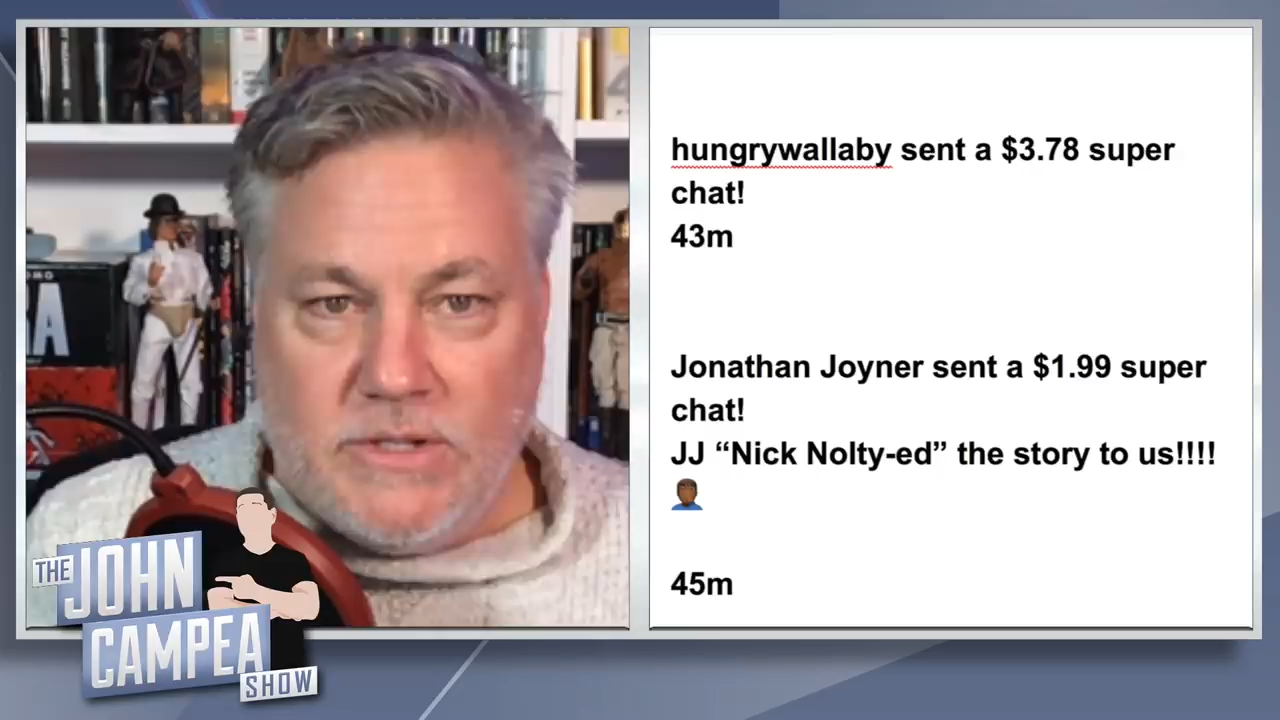 hungrywallaby sent a $3.78 super
chat!
43m
Jonathan Joyner sent a $1.99 super
chat!
JJ “Nick Nolty-ed” the story to us!!!!
🤦🏾‍♂️
45m
THE
JOHN
CAMPEA
SHOW